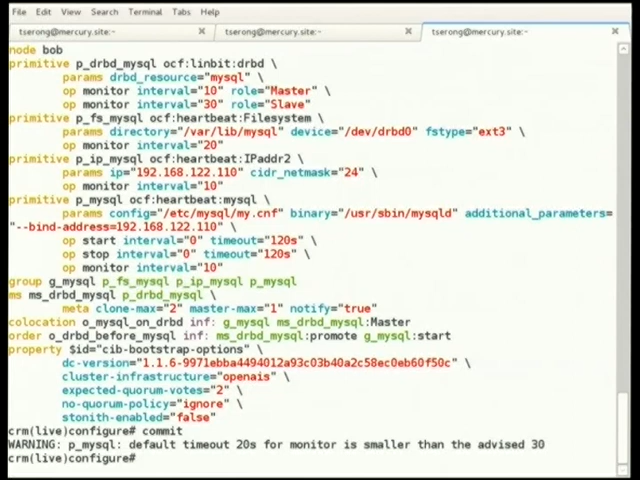 File Edit View Search Terminal Tabs Help
tserong@mercury.site:~ tserong@mercury.site:~ tserong@mercury.site:~
node bob
primitive p_drbd_mysql ocf:linbit:drbd \
params drbd_resource="mysql" \
op monitor interval="10" role="Master" \
op monitor interval="30" role="Slave"
primitive p_fs_mysql ocf:heartbeat:Filesystem \
params directory="/var/lib/mysql" device="/dev/drbd0" fstype="ext3" \
op monitor interval="20"
primitive p_ip_mysql ocf:heartbeat:IPaddr2 \
params ip="192.168.122.110" cidr_netmask="24" \
op monitor interval="10"
primitive p_mysql ocf:heartbeat:mysql \
params config="/etc/mysql/my.cnf" binary="/usr/sbin/mysqld" additional_parameters=
"--bind-address=192.168.122.110" \
op start interval="0" timeout="120s" \
op stop interval="0" timeout="120s" \
op monitor interval="10"
group g_mysql p_fs_mysql p_ip_mysql p_mysql
ms ms_drbd_mysql p_drbd_mysql \
meta clone-max="2" master-max="1" notify="true"
colocation o_mysql_on_drbd inf: g_mysql ms_drbd_mysql:Master
order o_drbd_before_mysql inf: ms_drbd_mysql:promote g_mysql:start
property $id="cib-bootstrap-options" \
dc-version="1.1.6-9971ebba4494012a93c03b40a2c58ec0eb60f50c" \
cluster-infrastructure="openais" \
expected-quorum-votes="2" \
no-quorum-policy="ignore" \
stonith-enabled="false"
crm(live)configure# commit
WARNING: p_mysql: default timeout 20s for monitor is smaller than the advised 30
crm(live)configure#